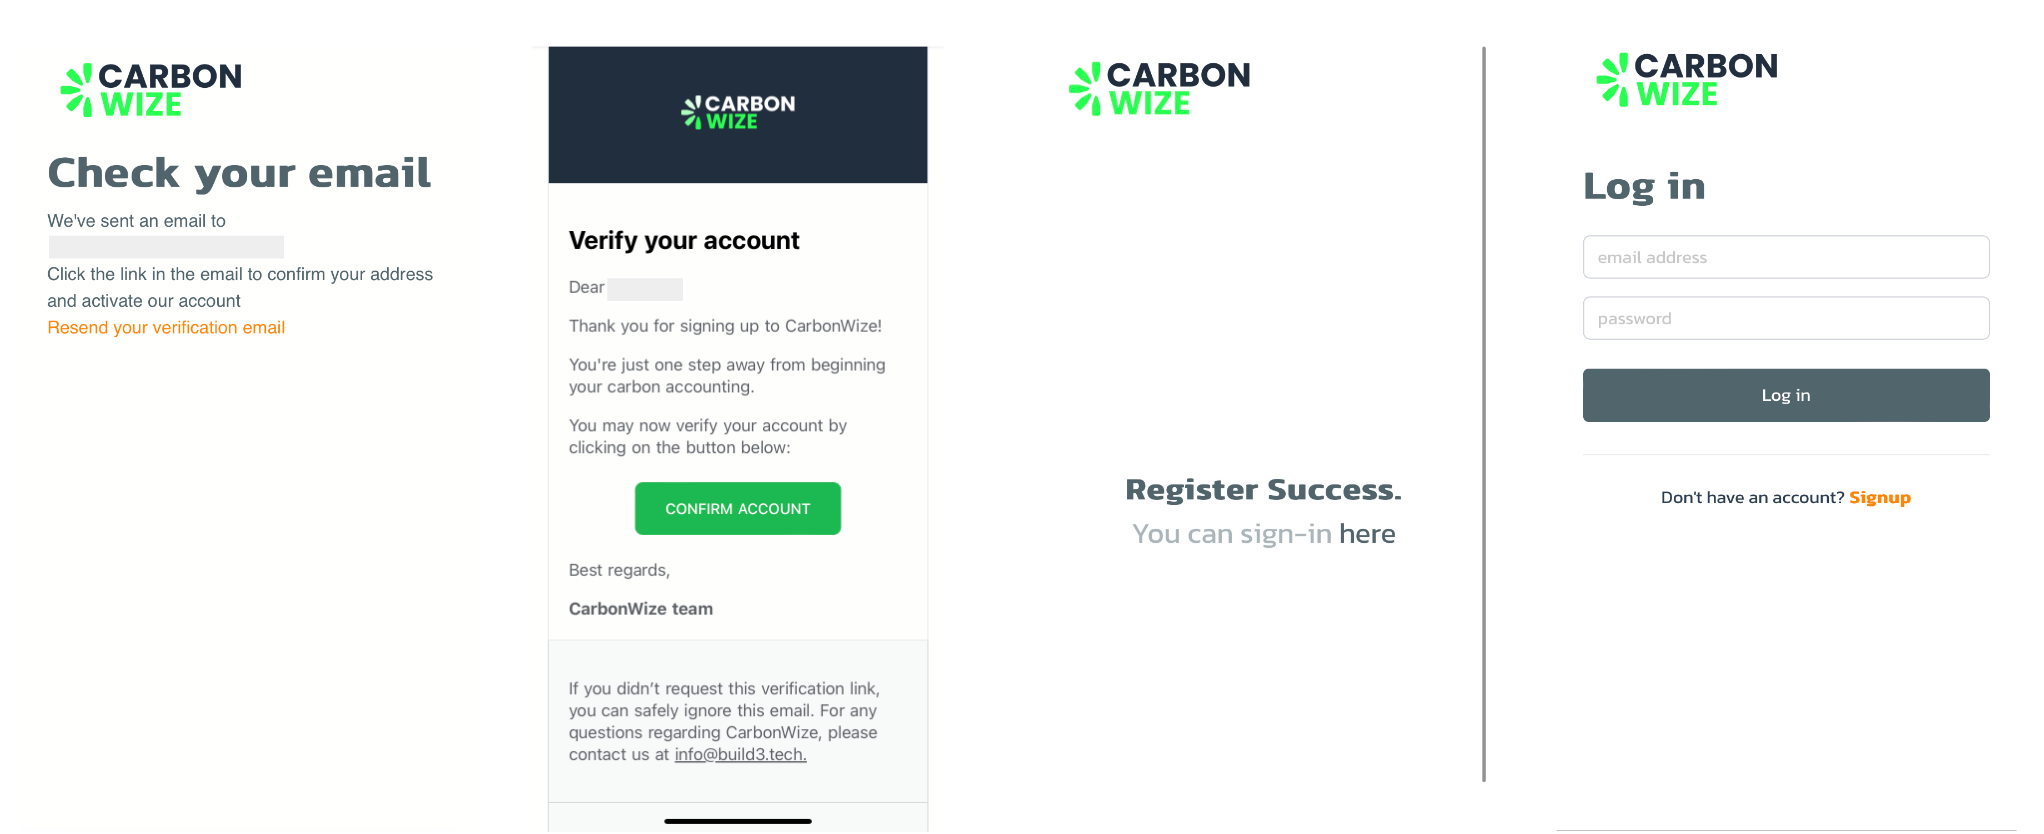 CARBON
WIZE
Check your email
We've sent an email to
Click the link in the email to confirm your address
and activate our account
Resend your verification email
CARBON
WIZE
Verify your account
Dear
Thank you for signing up to CarbonWize!
You're just one step away from beginning
your carbon accounting.
You may now verify your account by
clicking on the button below:
CONFIRM ACCOUNT
Best regards,
CarbonWize team
If you didn’t request this verification link,
you can safely ignore this email. For any
questions regarding CarbonWize, please
contact us at info@build3.tech.
CARBON
WIZE
Register Success.
You can sign-in here
CARBON
WIZE
Log in
email address
password
Log in
Don't have an account? Signup